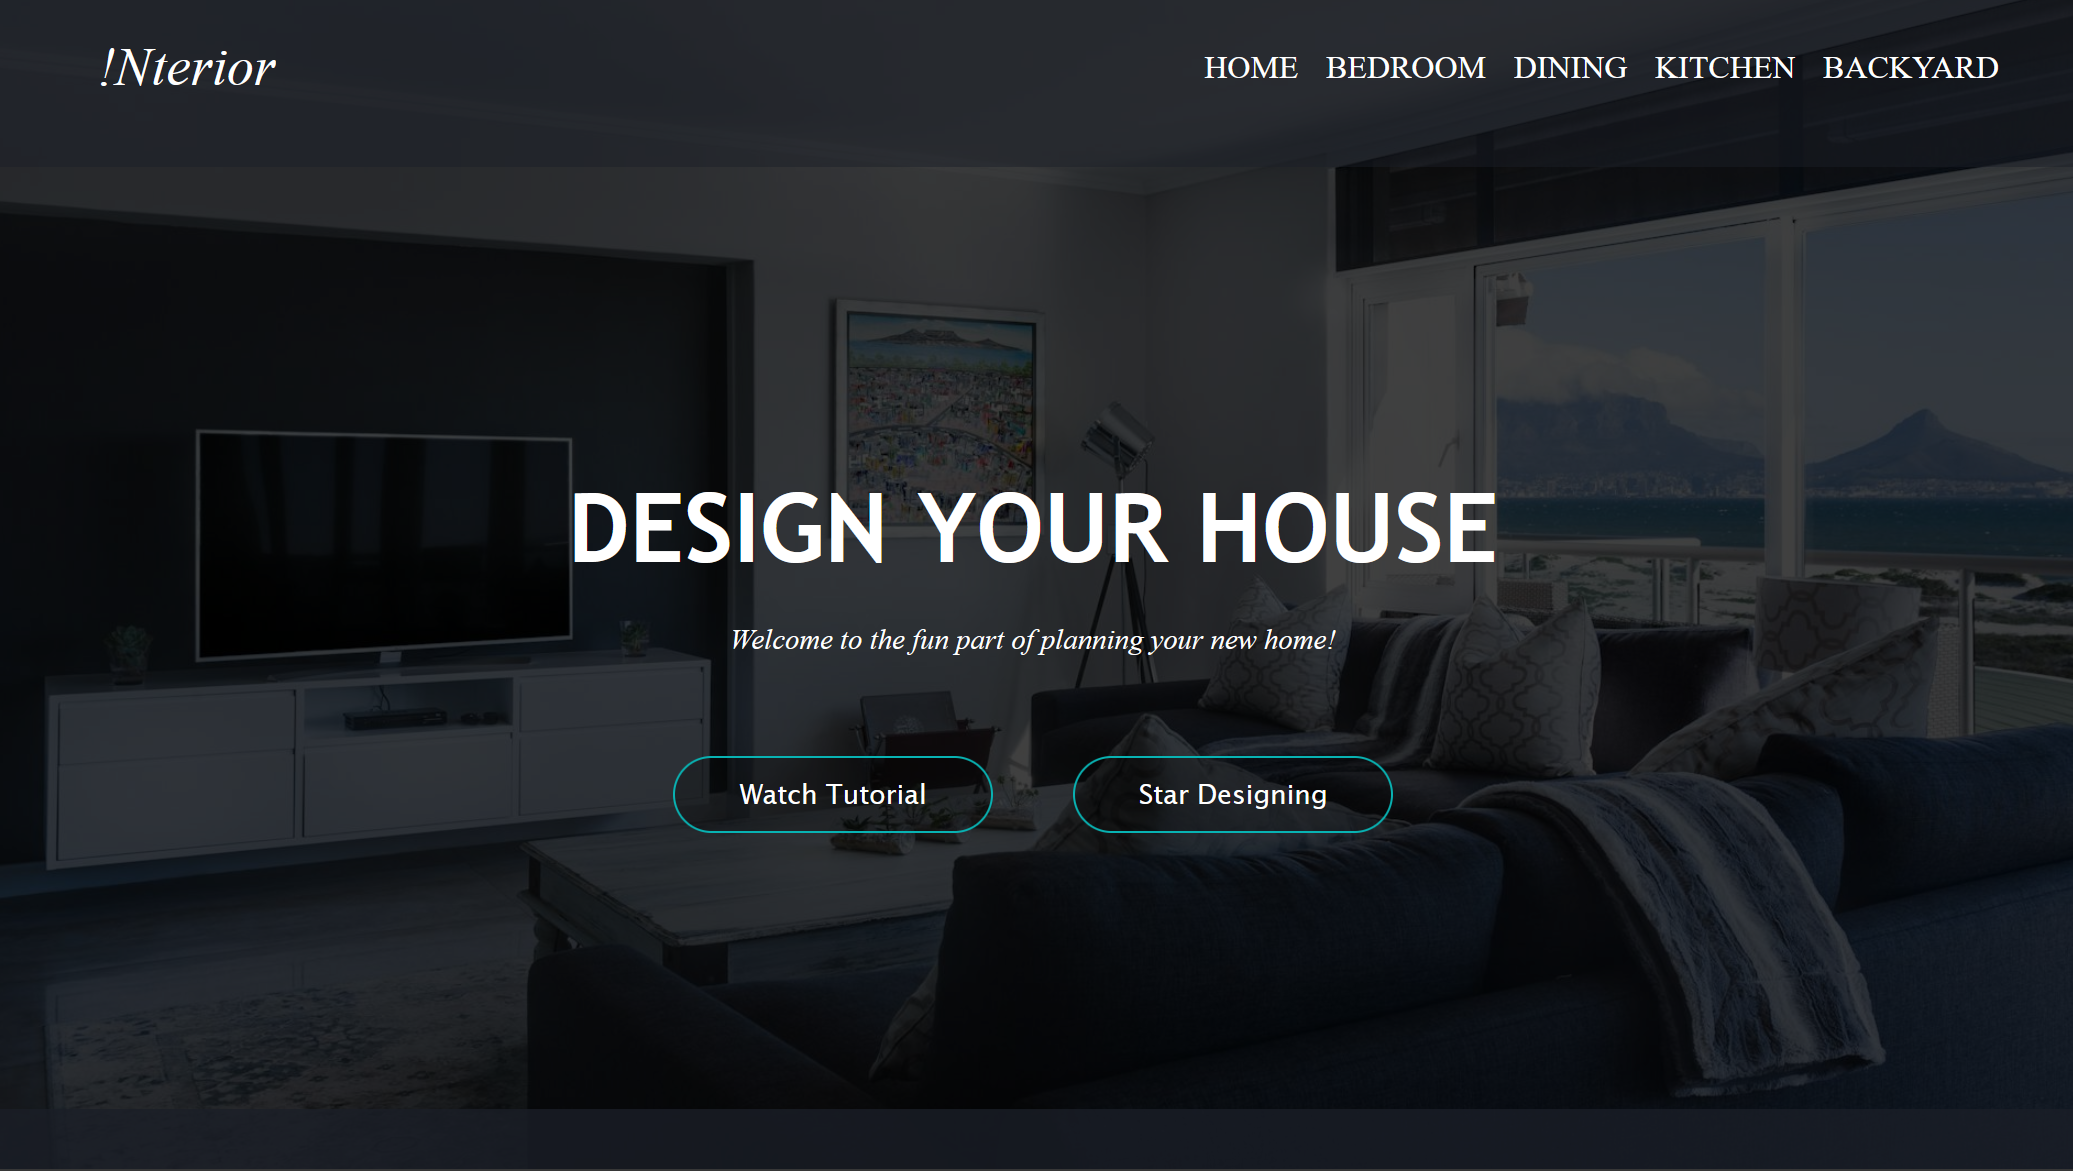 !Nterior
HOME BEDROOM DINING KITCHEN BACKYARD
DESIGN YOUR HOUSE
Welcome to the fun part of planning your new home!
Watch Tutorial
Star Designing